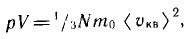 pV = ¹/₃Nm₀ ⟨v_кв⟩²,